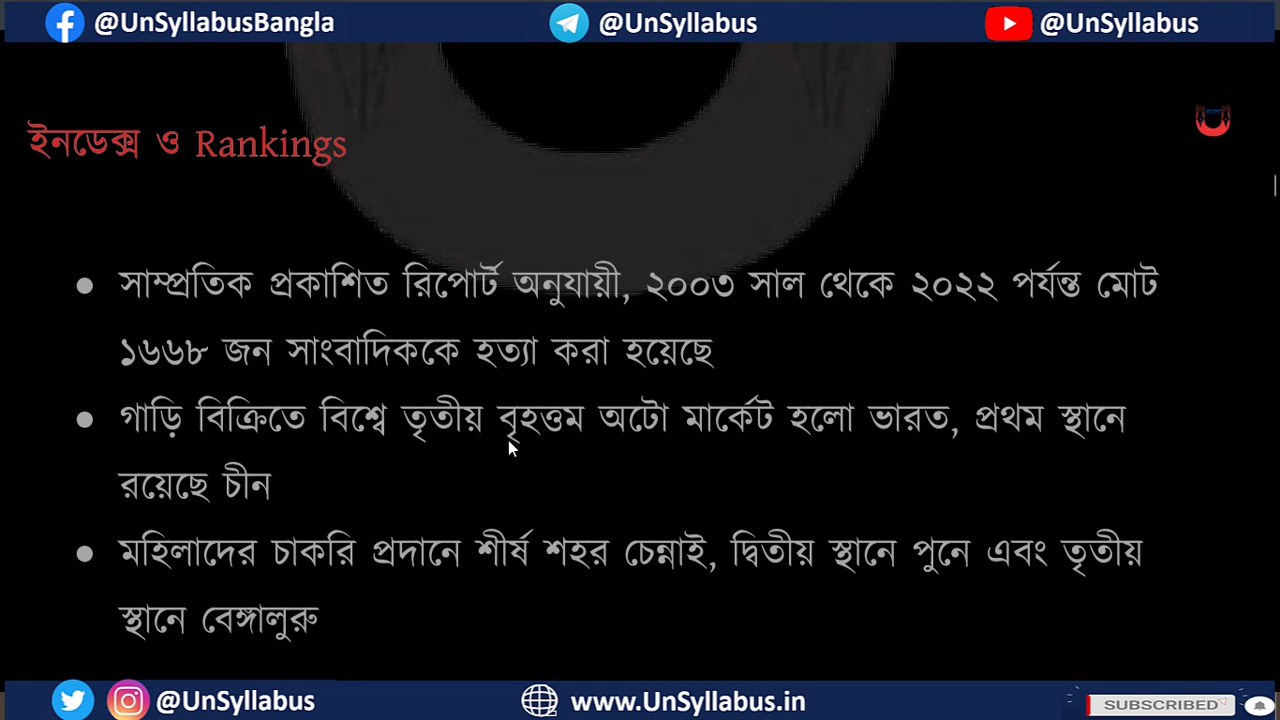 @UnSyllabusBangla @UnSyllabus @UnSyllabus
ইনডেক্স ও Rankings
● সাম্প্রতিক প্রকাশিত রিপোর্ট অনুযায়ী, ২০০৩ সাল থেকে ২০২২ পর্যন্ত মোট
১৬৬৮ জন সাংবাদিককে হত্যা করা হয়েছে
● গাড়ি বিক্রিতে বিশ্বে তৃতীয় বৃহত্তম অটো মার্কেট হলো ভারত, প্রথম স্থানে
রয়েছে চীন
● মহিলাদের চাকরি প্রদানে শীর্ষ শহর চেন্নাই, দ্বিতীয় স্থানে পুনে এবং তৃতীয়
স্থানে বেঙ্গালুরু
@UnSyllabus www.UnSyllabus.in SUBSCRIBED